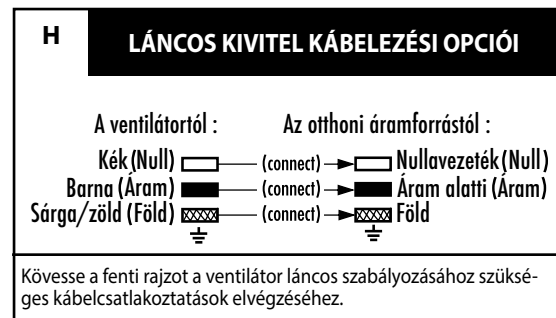 H
LÁNCOS KIVITEL KÁBELEZÉSI OPCIÓI
A ventilátortól : Az otthoni áramforrástól :
Kék (Null) (connect) Nullavezeték (Null)
Barna (Áram) (connect) Áram alatti (Áram)
Sárga/zöld (Föld) (connect) Föld
Kövesse a fenti rajzot a ventilátor láncos szabályozásához szüksé-
ges kábelcsatlakoztatások elvégzéséhez.